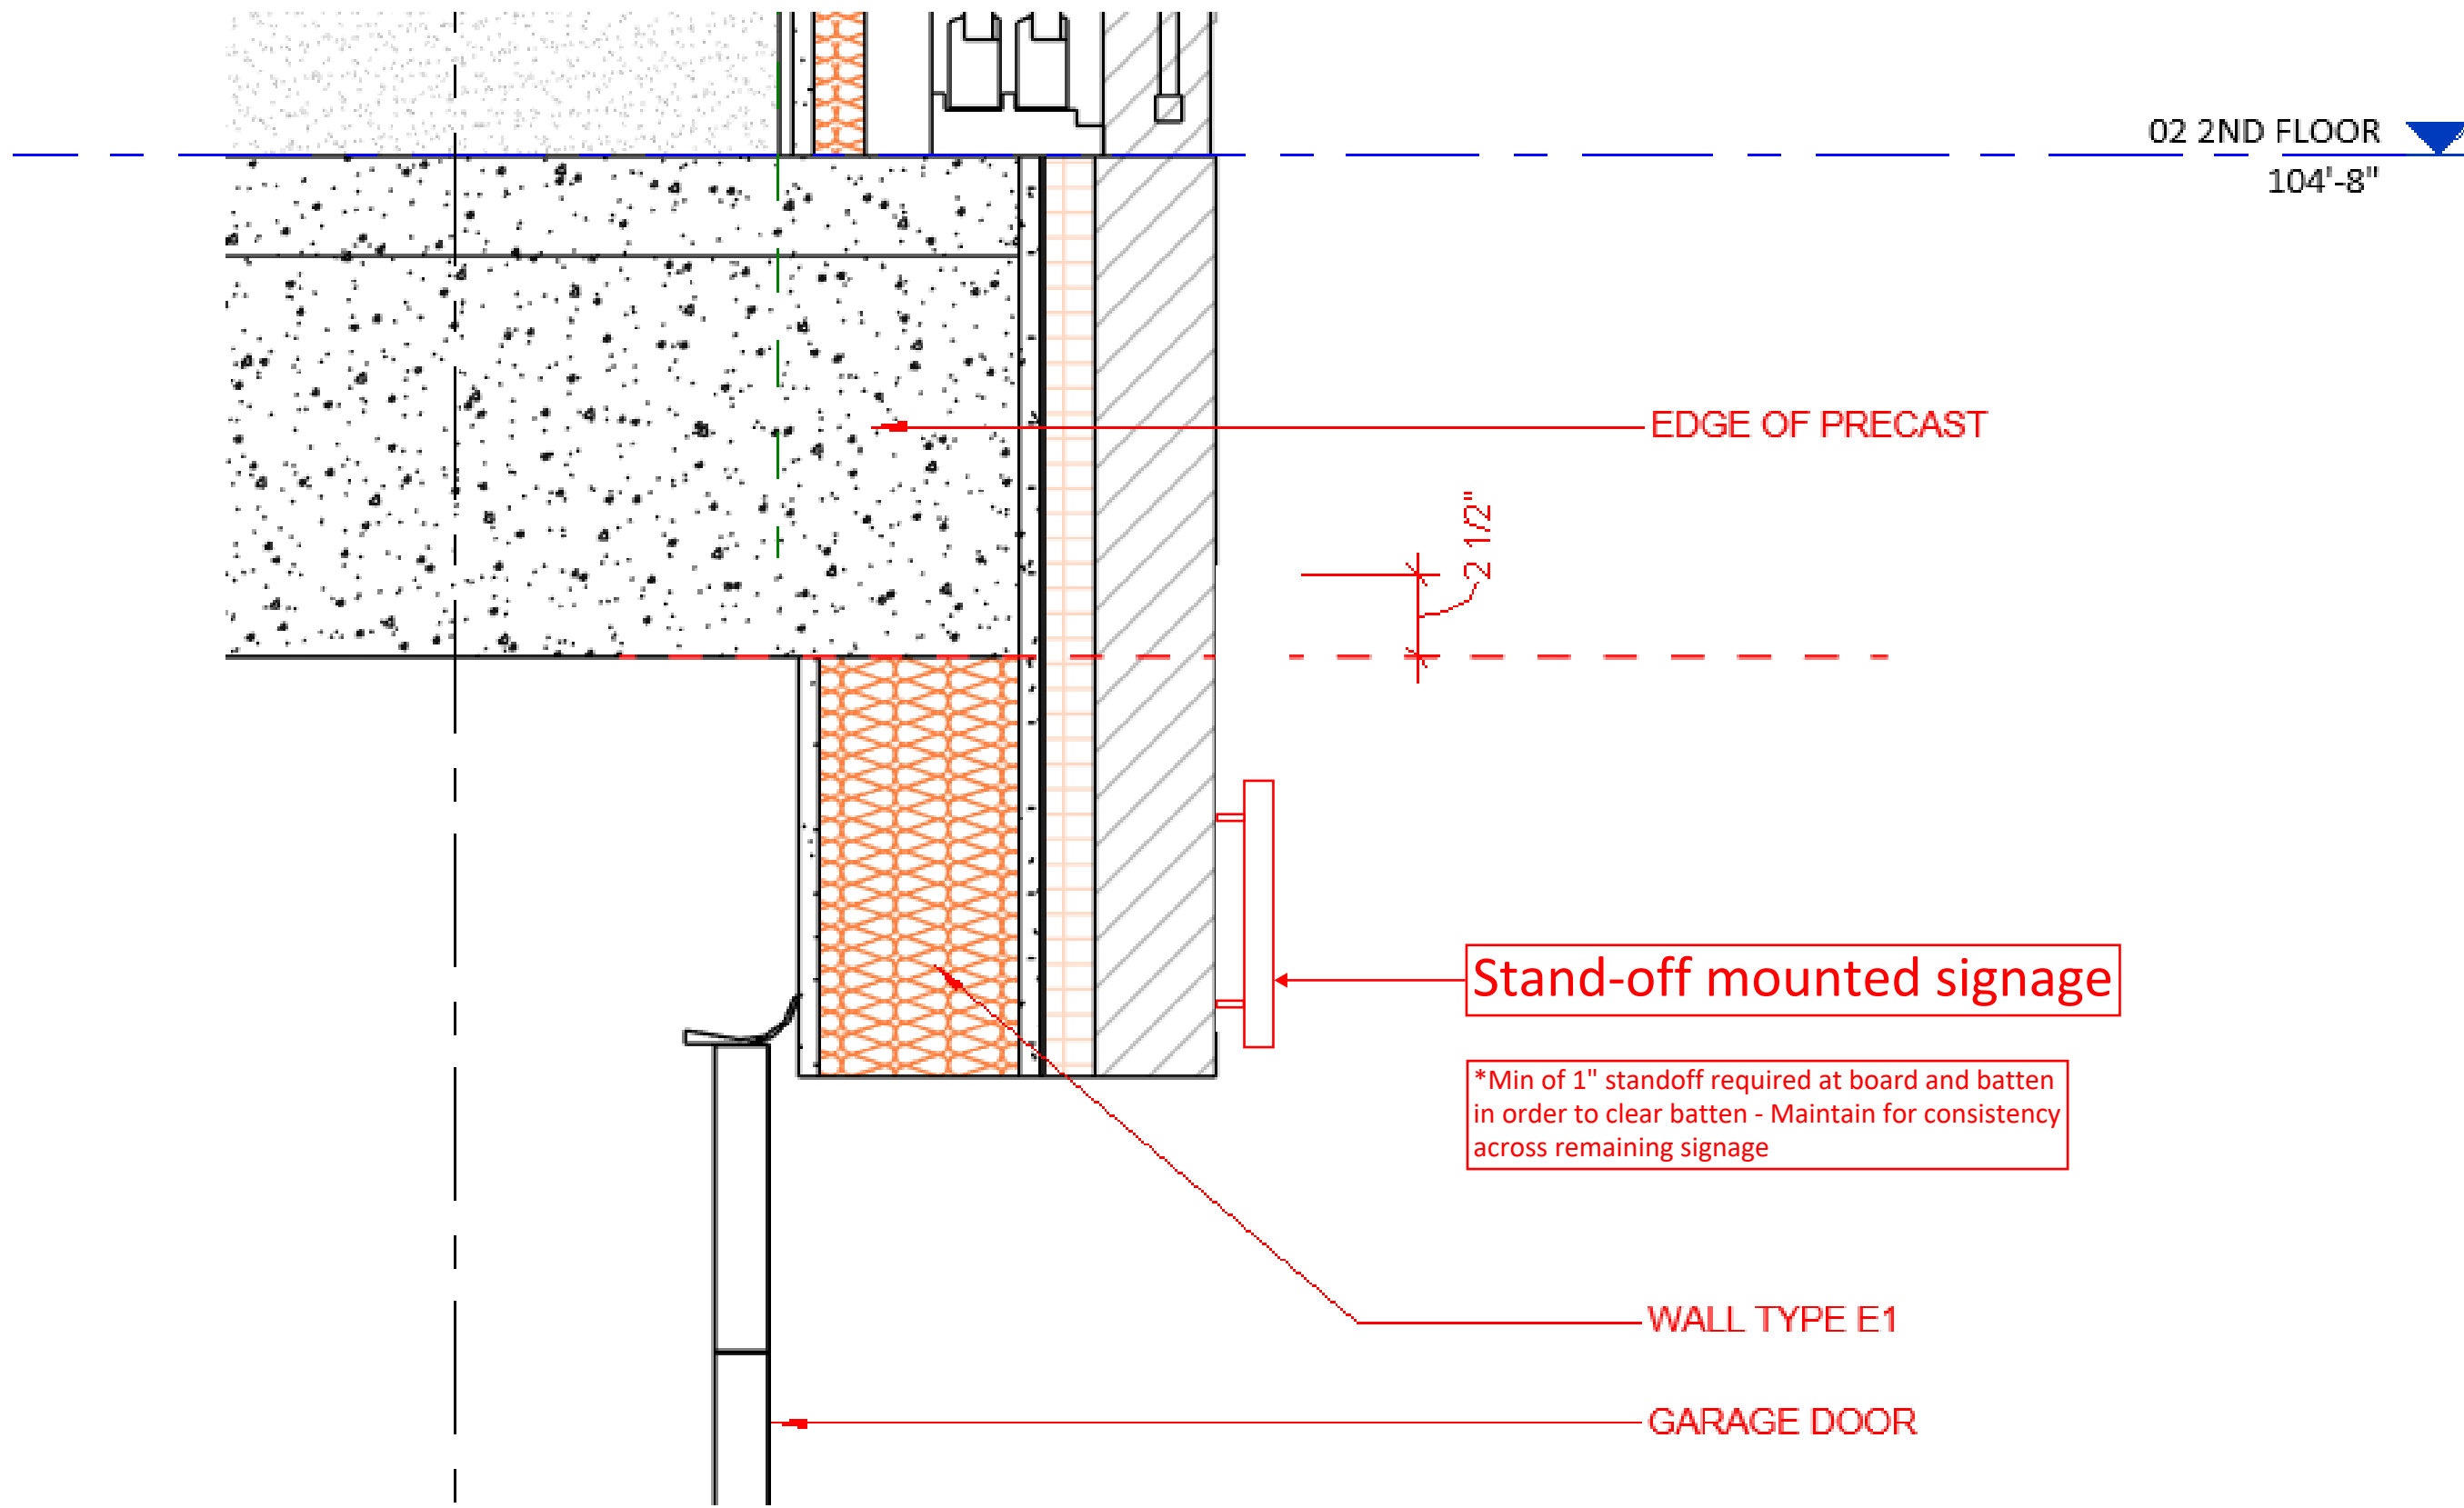 02 2ND FLOOR
104'-8"
EDGE OF PRECAST
2 1/2"
Stand-off mounted signage
*Min of 1" standoff required at board and batten
in order to clear batten - Maintain for consistency
across remaining signage
WALL TYPE E1
GARAGE DOOR